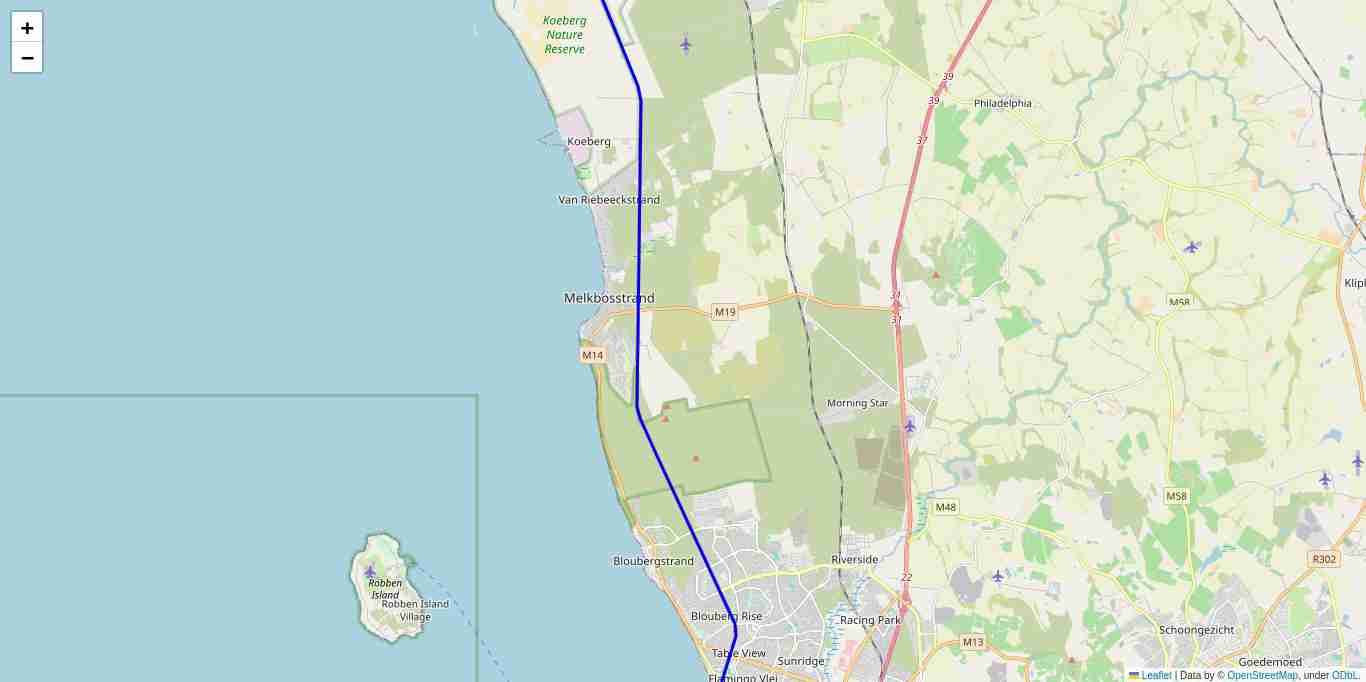 +
−
Koeberg
Nature
Reserve
39
39
Philadelphia
37
Koeberg
Van Riebeeckstrand
Melkbosstrand
M19
31
31
M58
M14
Morning Star
M58
M48
Bloubergstrand
Riverside
R302
22
Robben
Island
Robben Island
Village
Blouberg Rise
Racing Park
Schoongezicht
M13
Table View
Sunridge
Goedemoed
Flamingo Vlei
Leaflet | Data by © OpenStreetMap, under ODbL.